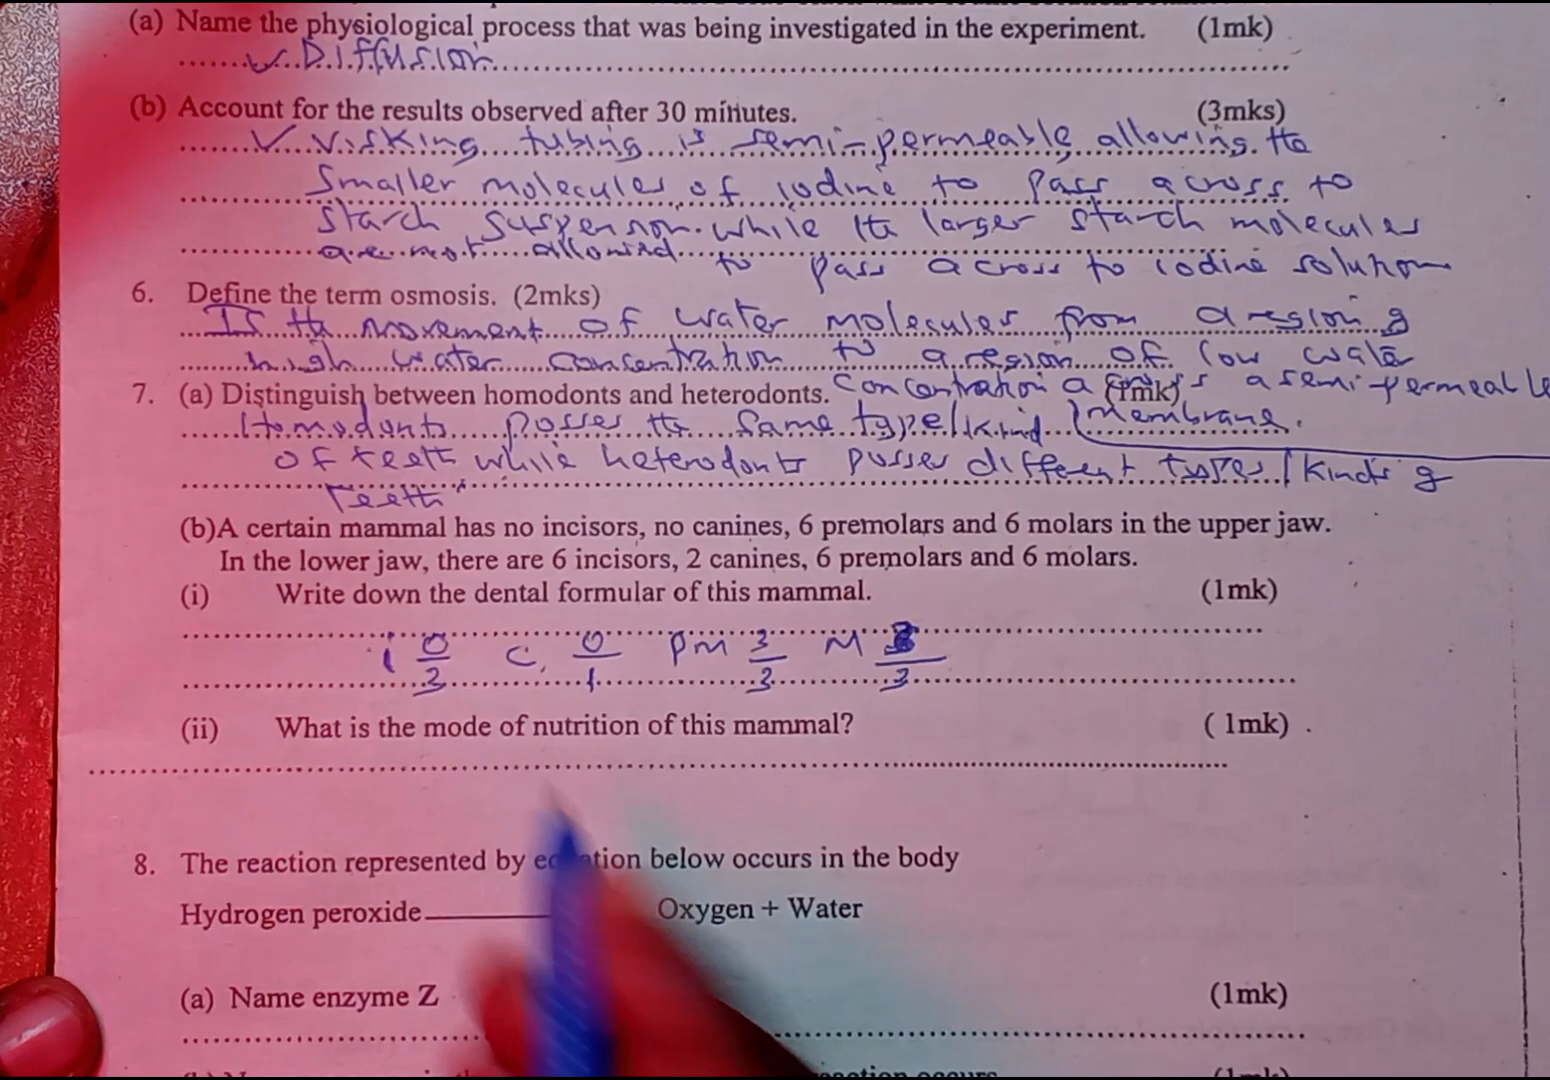 (a) Name the physiological process that was being investigated in the experiment. (1mk)
Diffusion
(b) Account for the results observed after 30 minutes. (3mks)
Visking tubing is semi-permeable allowing the
smaller molecules of iodine to pass across to
starch suspension. while the larger starch molecules
are not allowed to pass across to iodine solution
6. Define the term osmosis. (2mks)
Is the movement of water molecules from a region of
high water concentration to a region of low water
concentration a semi-permeable
membrane.
7. (a) Distinguish between homodonts and heterodonts. (1mk)
Homodonts posses the same type/kind
of teeth while heterodonts posses different types/kinds of
teeth
(b)A certain mammal has no incisors, no canines, 6 premolars and 6 molars in the upper jaw.
In the lower jaw, there are 6 incisors, 2 canines, 6 premolars and 6 molars.
(i) Write down the dental formular of this mammal. (1mk)
i 0/3 C, 0/1 PM 3/3 M 3/3
(ii) What is the mode of nutrition of this mammal? ( 1mk) .
8. The reaction represented by equation below occurs in the body
Hydrogen peroxide Oxygen + Water
(a) Name enzyme Z (1mk)